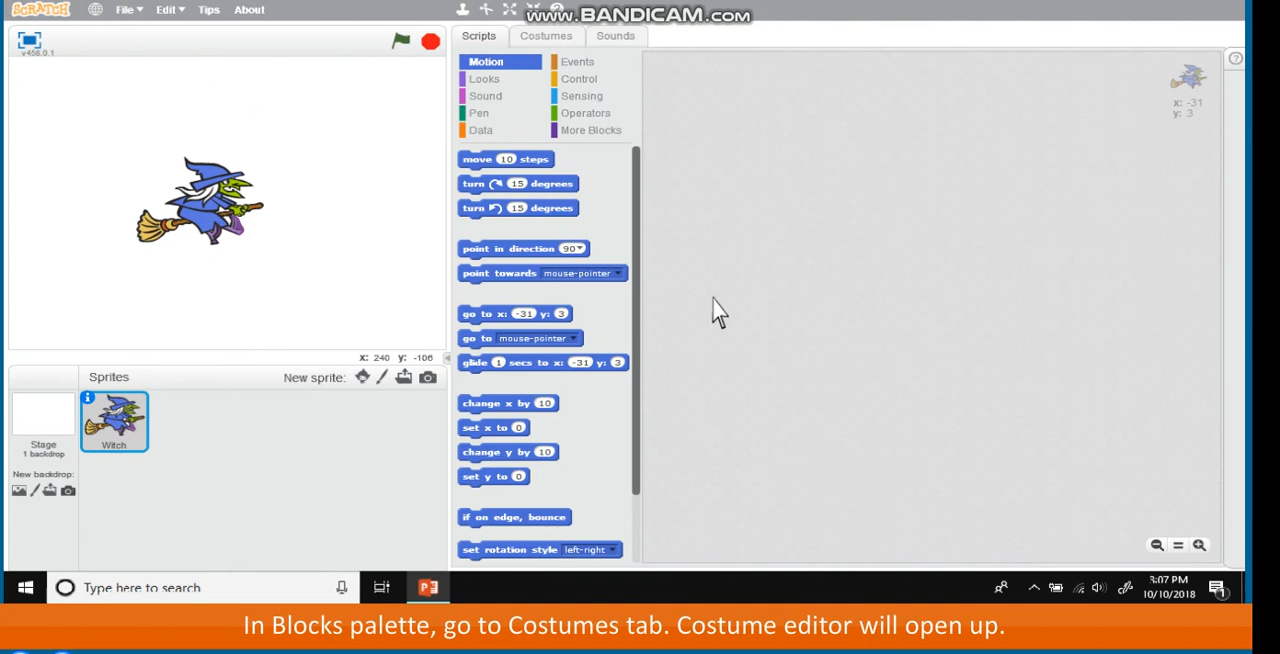 SCRATCH File Edit Tips About
www.BANDICAM.com
v458.0.1
Scripts Costumes Sounds
Motion Events
Looks Control
Sound Sensing
Pen Operators
Data More Blocks
x: -31
y: 3
move 10 steps
turn 15 degrees
turn 15 degrees
point in direction 90
point towards mouse-pointer
go to x: -31 y: 3
go to mouse-pointer
glide 1 secs to x: -31 y: 3
change x by 10
set x to 0
change y by 10
set y to 0
if on edge, bounce
set rotation style left-right
x: 240 y: -106
Sprites New sprite:
Stage
1 backdrop
New backdrop:
Witch
Type here to search
3:07 PM
10/10/2018
1
In Blocks palette, go to Costumes tab. Costume editor will open up.